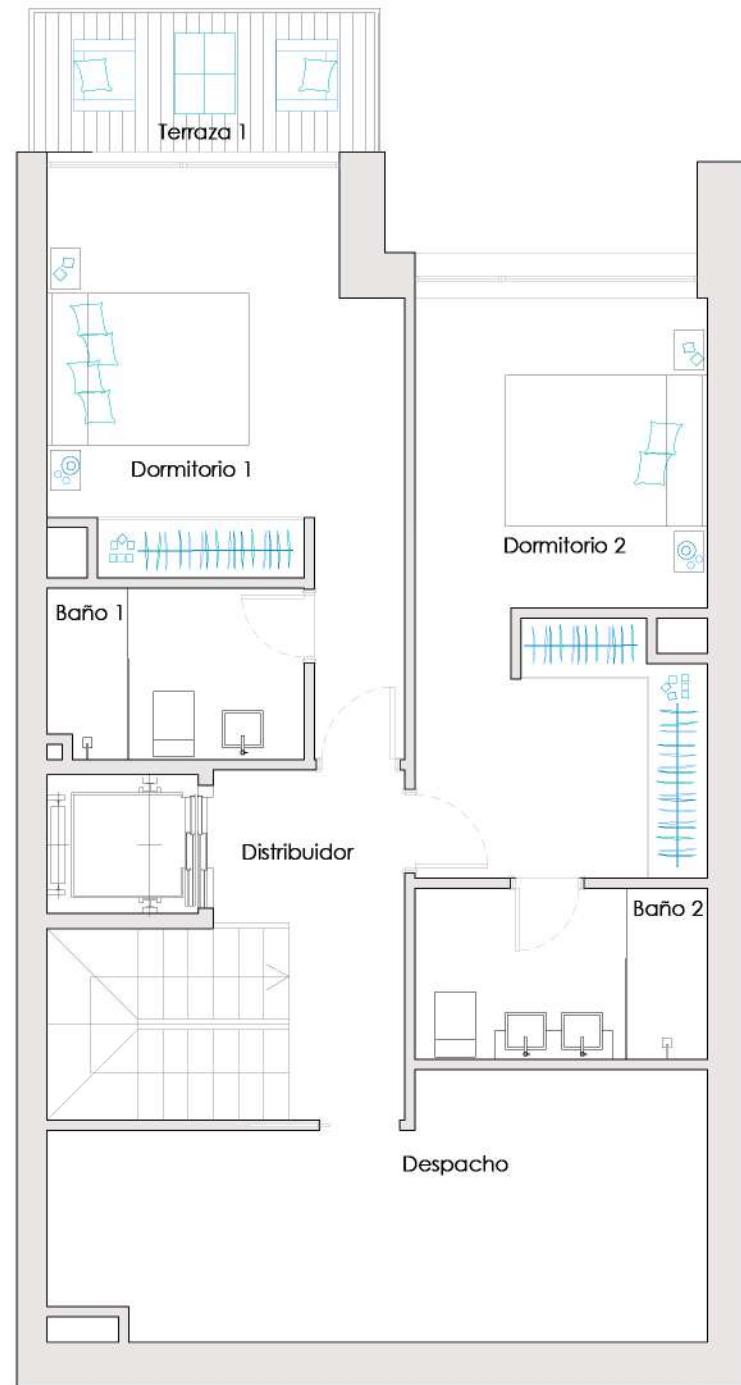 Terraza 1
Dormitorio 1
Dormitorio 2
Baño 1
Distribuidor
Baño 2
Despacho